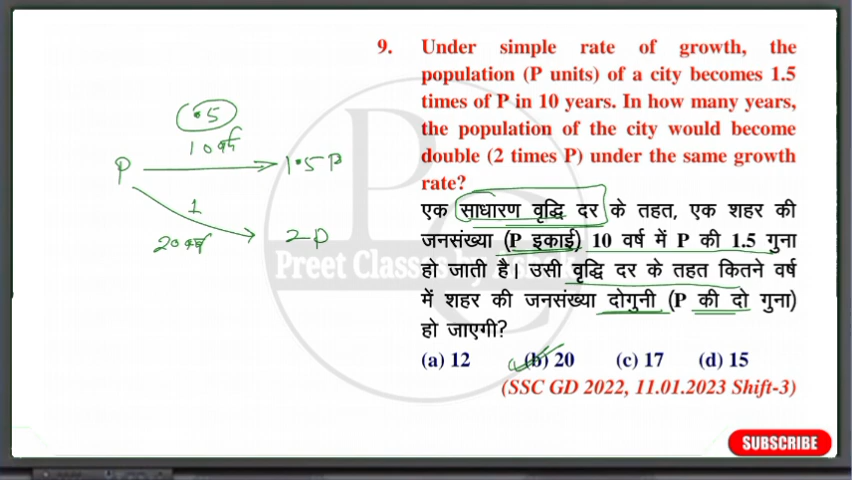 9. Under simple rate of growth, the
population (P units) of a city becomes 1.5
times of P in 10 years. In how many years,
the population of the city would become
double (2 times P) under the same growth
rate?
एक साधारण वृद्धि दर के तहत, एक शहर की
जनसंख्या (P इकाई) 10 वर्ष में P की 1.5 गुना
हो जाती है। उसी वृद्धि दर के तहत कितने वर्ष
में शहर की जनसंख्या दोगुनी (P की दो गुना)
हो जाएगी?
(a) 12 (b) 20 (c) 17 (d) 15
(SSC GD 2022, 11.01.2023 Shift-3)
.5
10 वर्ष
P 1.5 P
1
20 वर्ष 2P
Preet Classes by
SUBSCRIBE